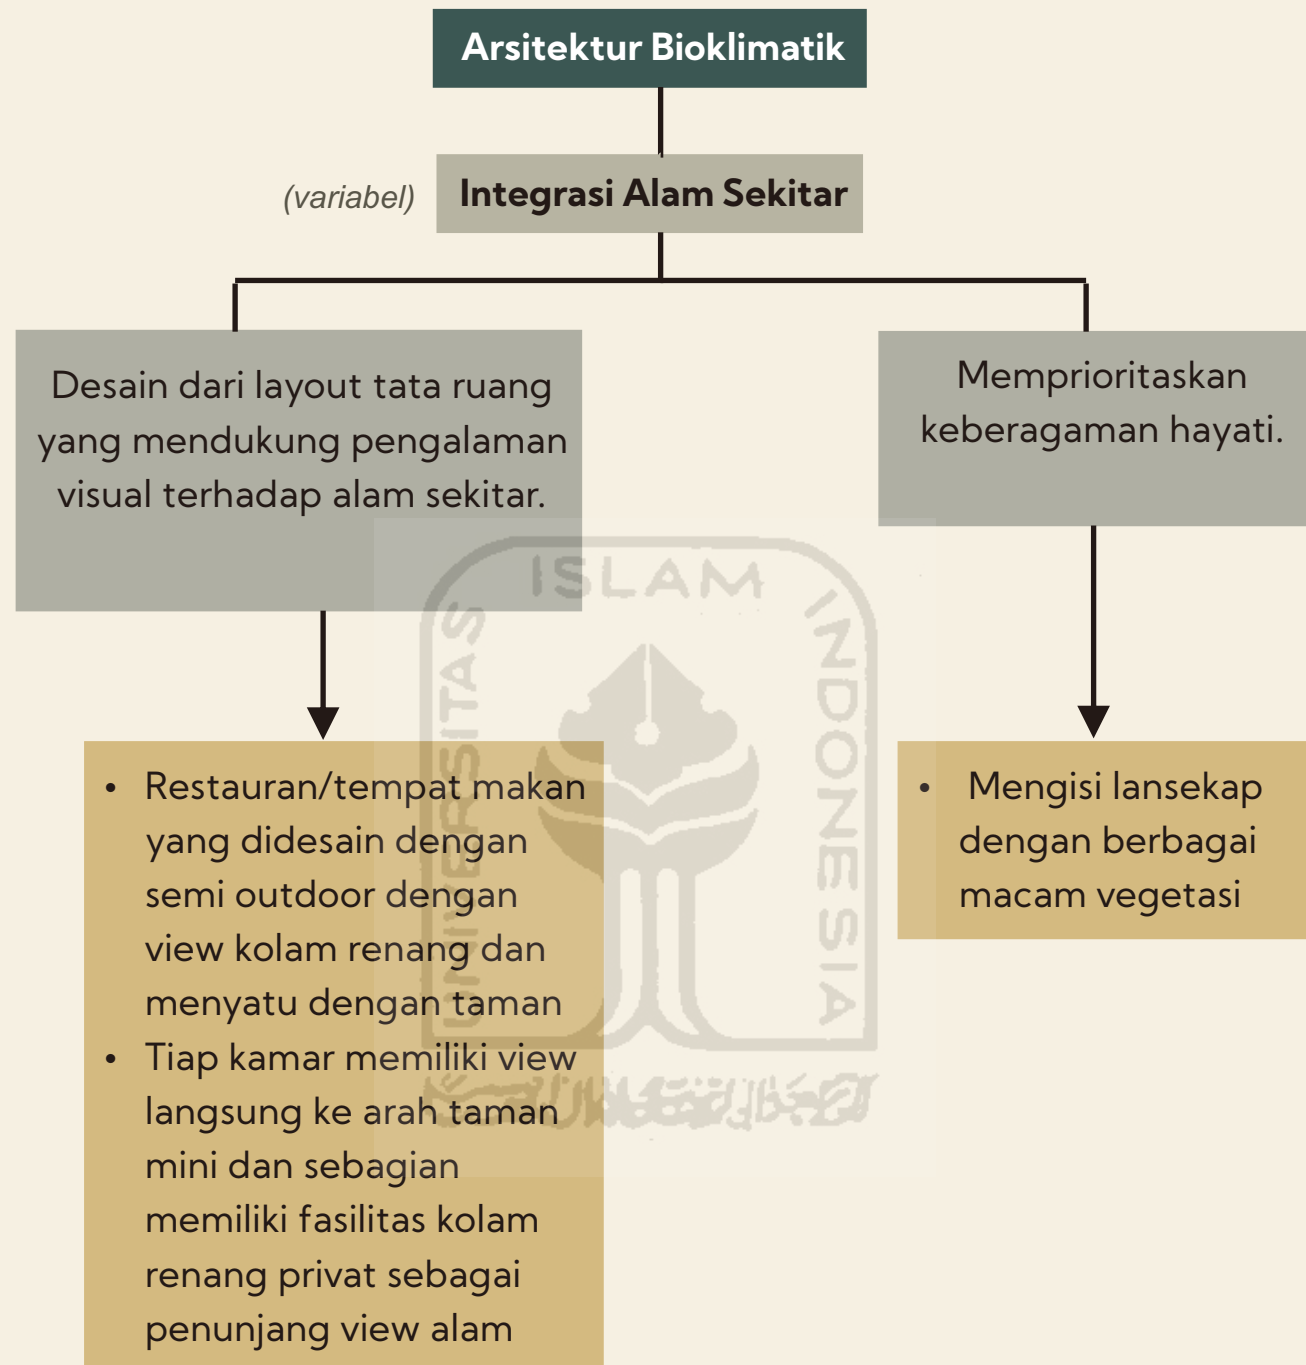 Arsitektur Bioklimatik
(variabel)
Integrasi Alam Sekitar
Desain dari layout tata ruang
yang mendukung pengalaman
visual terhadap alam sekitar.
Memprioritaskan
keberagaman hayati.
• Restauran/tempat makan
yang didesain dengan
semi outdoor dengan
view kolam renang dan
menyatu dengan taman
• Tiap kamar memiliki view
langsung ke arah taman
mini dan sebagian
memiliki fasilitas kolam
renang privat sebagai
penunjang view alam
• Mengisi lansekap
dengan berbagai
macam vegetasi
UNIVERSITAS
ISLAM
INDONESIA